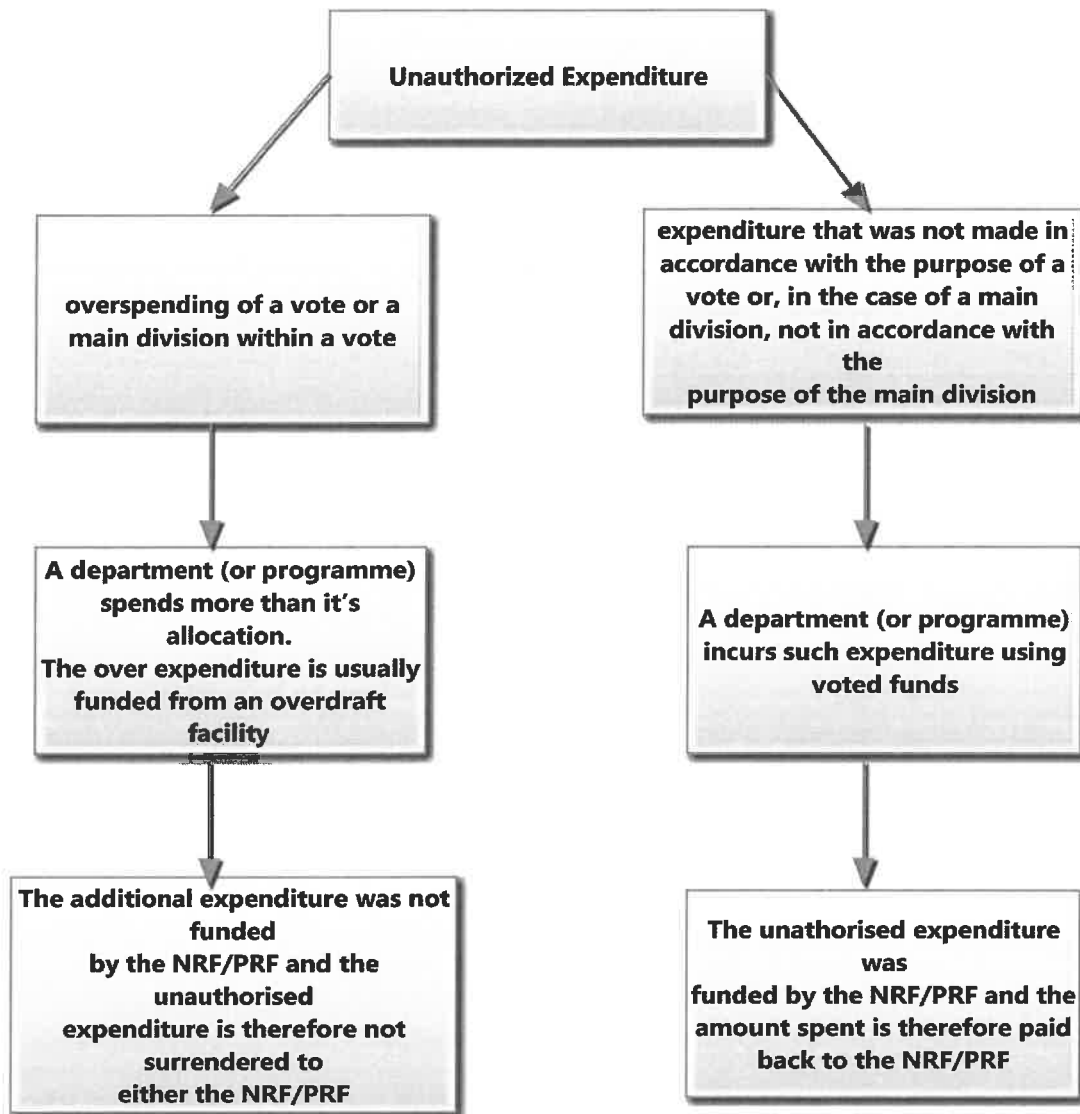 Unauthorized Expenditure
overspending of a vote or a
main division within a vote
expenditure that was not made in
accordance with the purpose of a
vote or, in the case of a main
division, not in accordance with
the
purpose of the main division
A department (or programme)
spends more than it's
allocation.
The over expenditure is usually
funded from an overdraft
facility
A department (or programme)
incurs such expenditure using
voted funds
The additional expenditure was not
funded
by the NRF/PRF and the
unauthorised
expenditure is therefore not
surrendered to
either the NRF/PRF
The unathorised expenditure
was
funded by the NRF/PRF and the
amount spent is therefore paid
back to the NRF/PRF